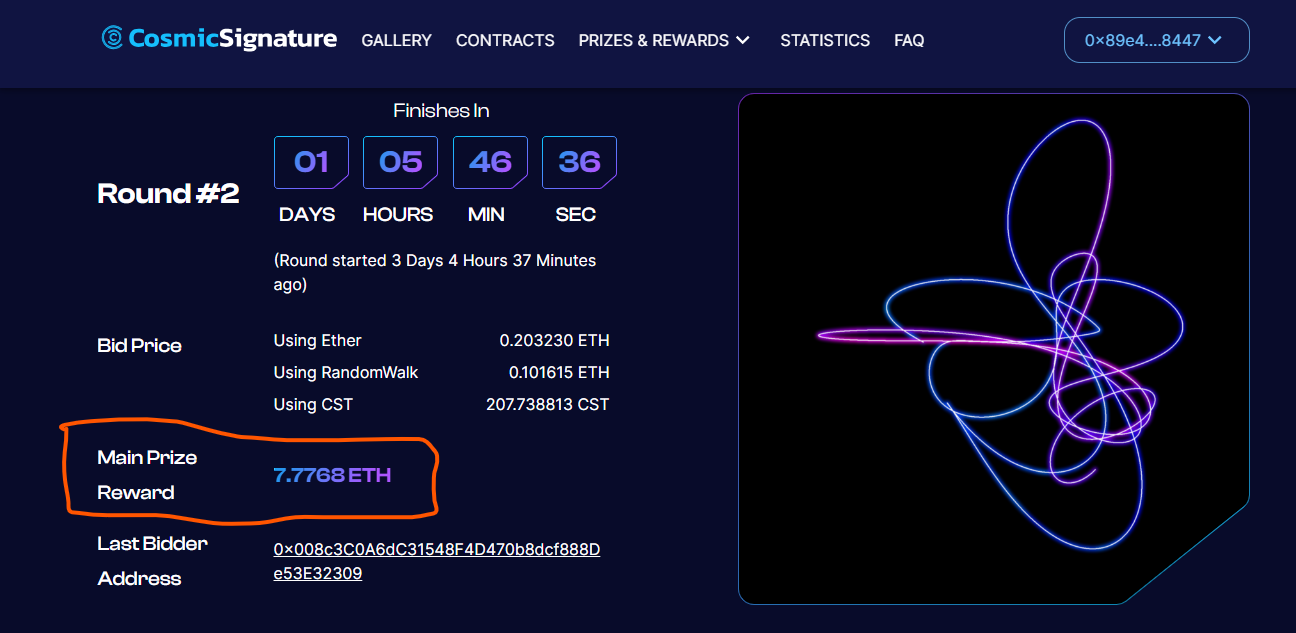 CosmicSignature GALLERY CONTRACTS PRIZES & REWARDS STATISTICS FAQ 0×89e4....8447
Finishes In
01 05 46 36
Round #2
DAYS HOURS MIN SEC
(Round started 3 Days 4 Hours 37 Minutes
ago)
Bid Price
Using Ether 0.203230 ETH
Using RandomWalk 0.101615 ETH
Using CST 207.738813 CST
Main Prize
Reward
7.7768 ETH
Last Bidder
Address
0×008c3C0A6dC31548F4D470b8dcf888D
e53E32309